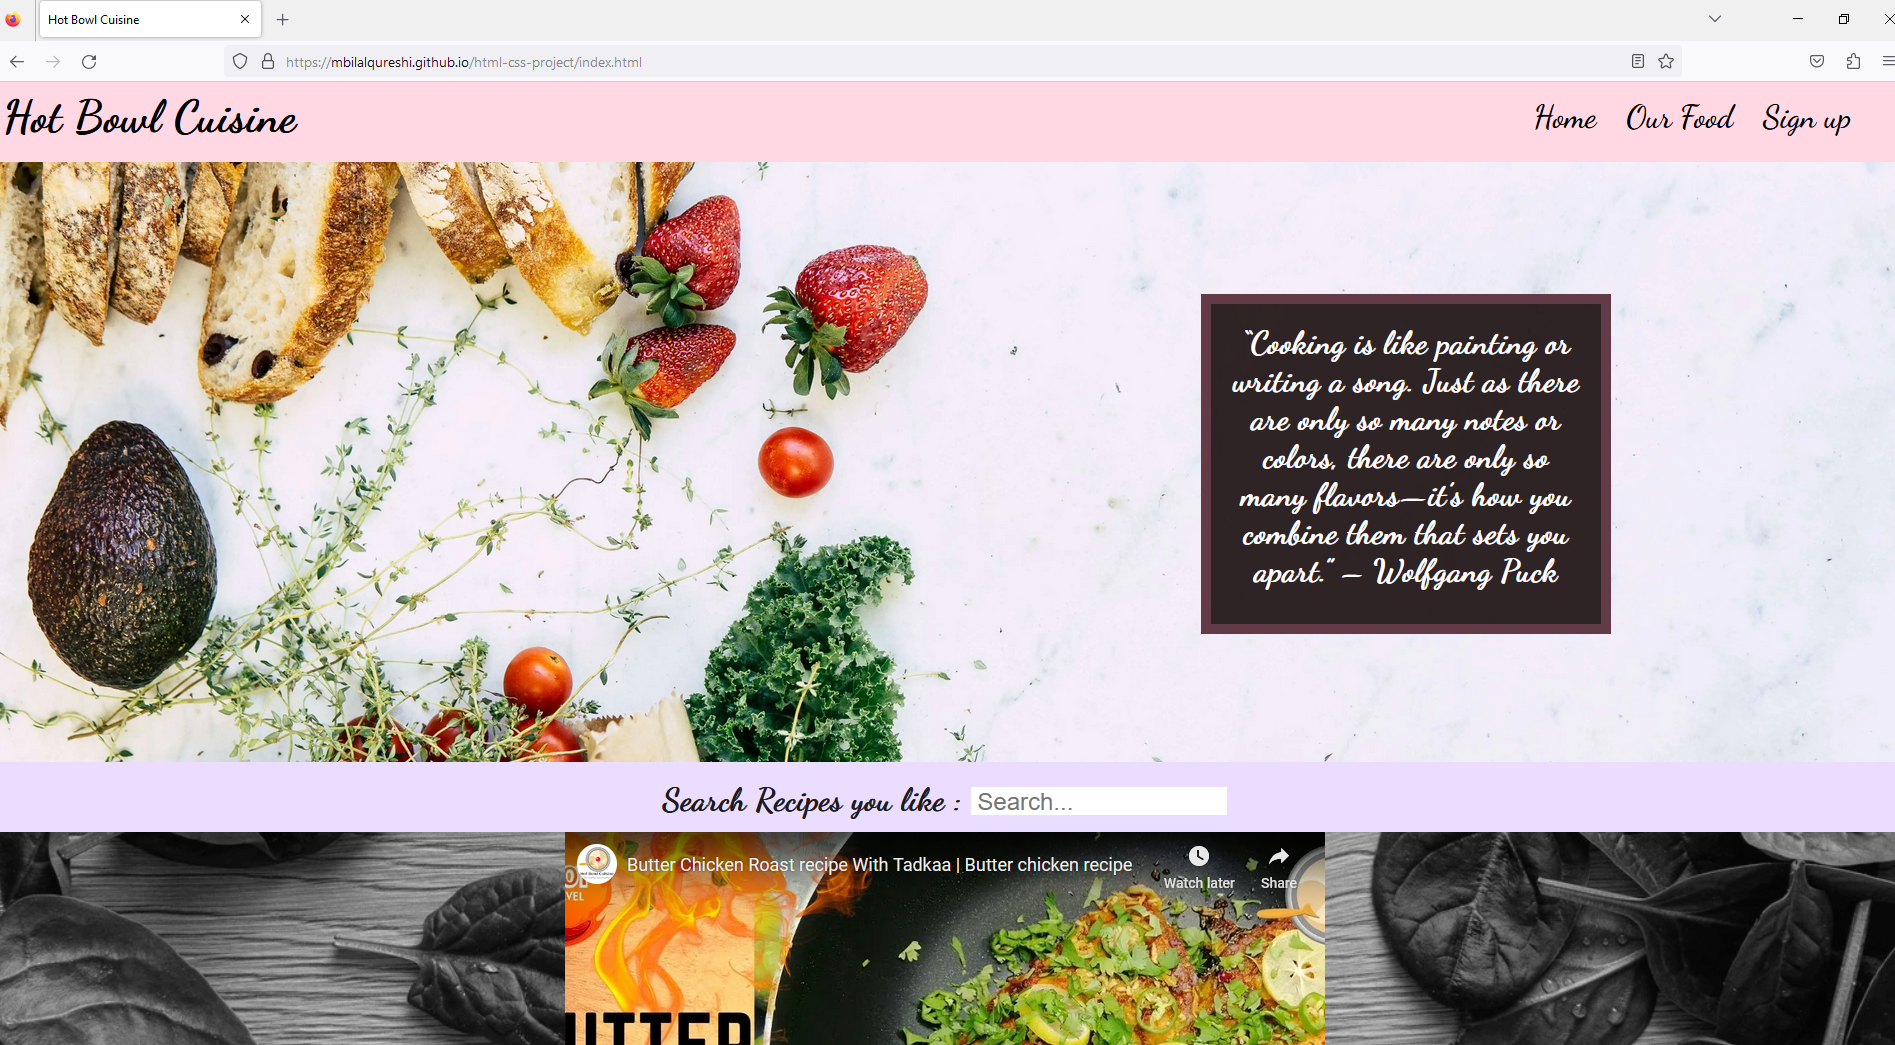 Hot Bowl Cuisine
https://mbilalqureshi.github.io/html-css-project/index.html
Hot Bowl Cuisine
Home Our Food Sign up
“Cooking is like painting or
writing a song. Just as there
are only so many notes or
colors, there are only so
many flavors—it's how you
combine them that sets you
apart.” — Wolfgang Puck
Search Recipes you like : Search...
Butter Chicken Roast recipe With Tadkaa | Butter chicken recipe
Watch later Share
VEL
UTTER